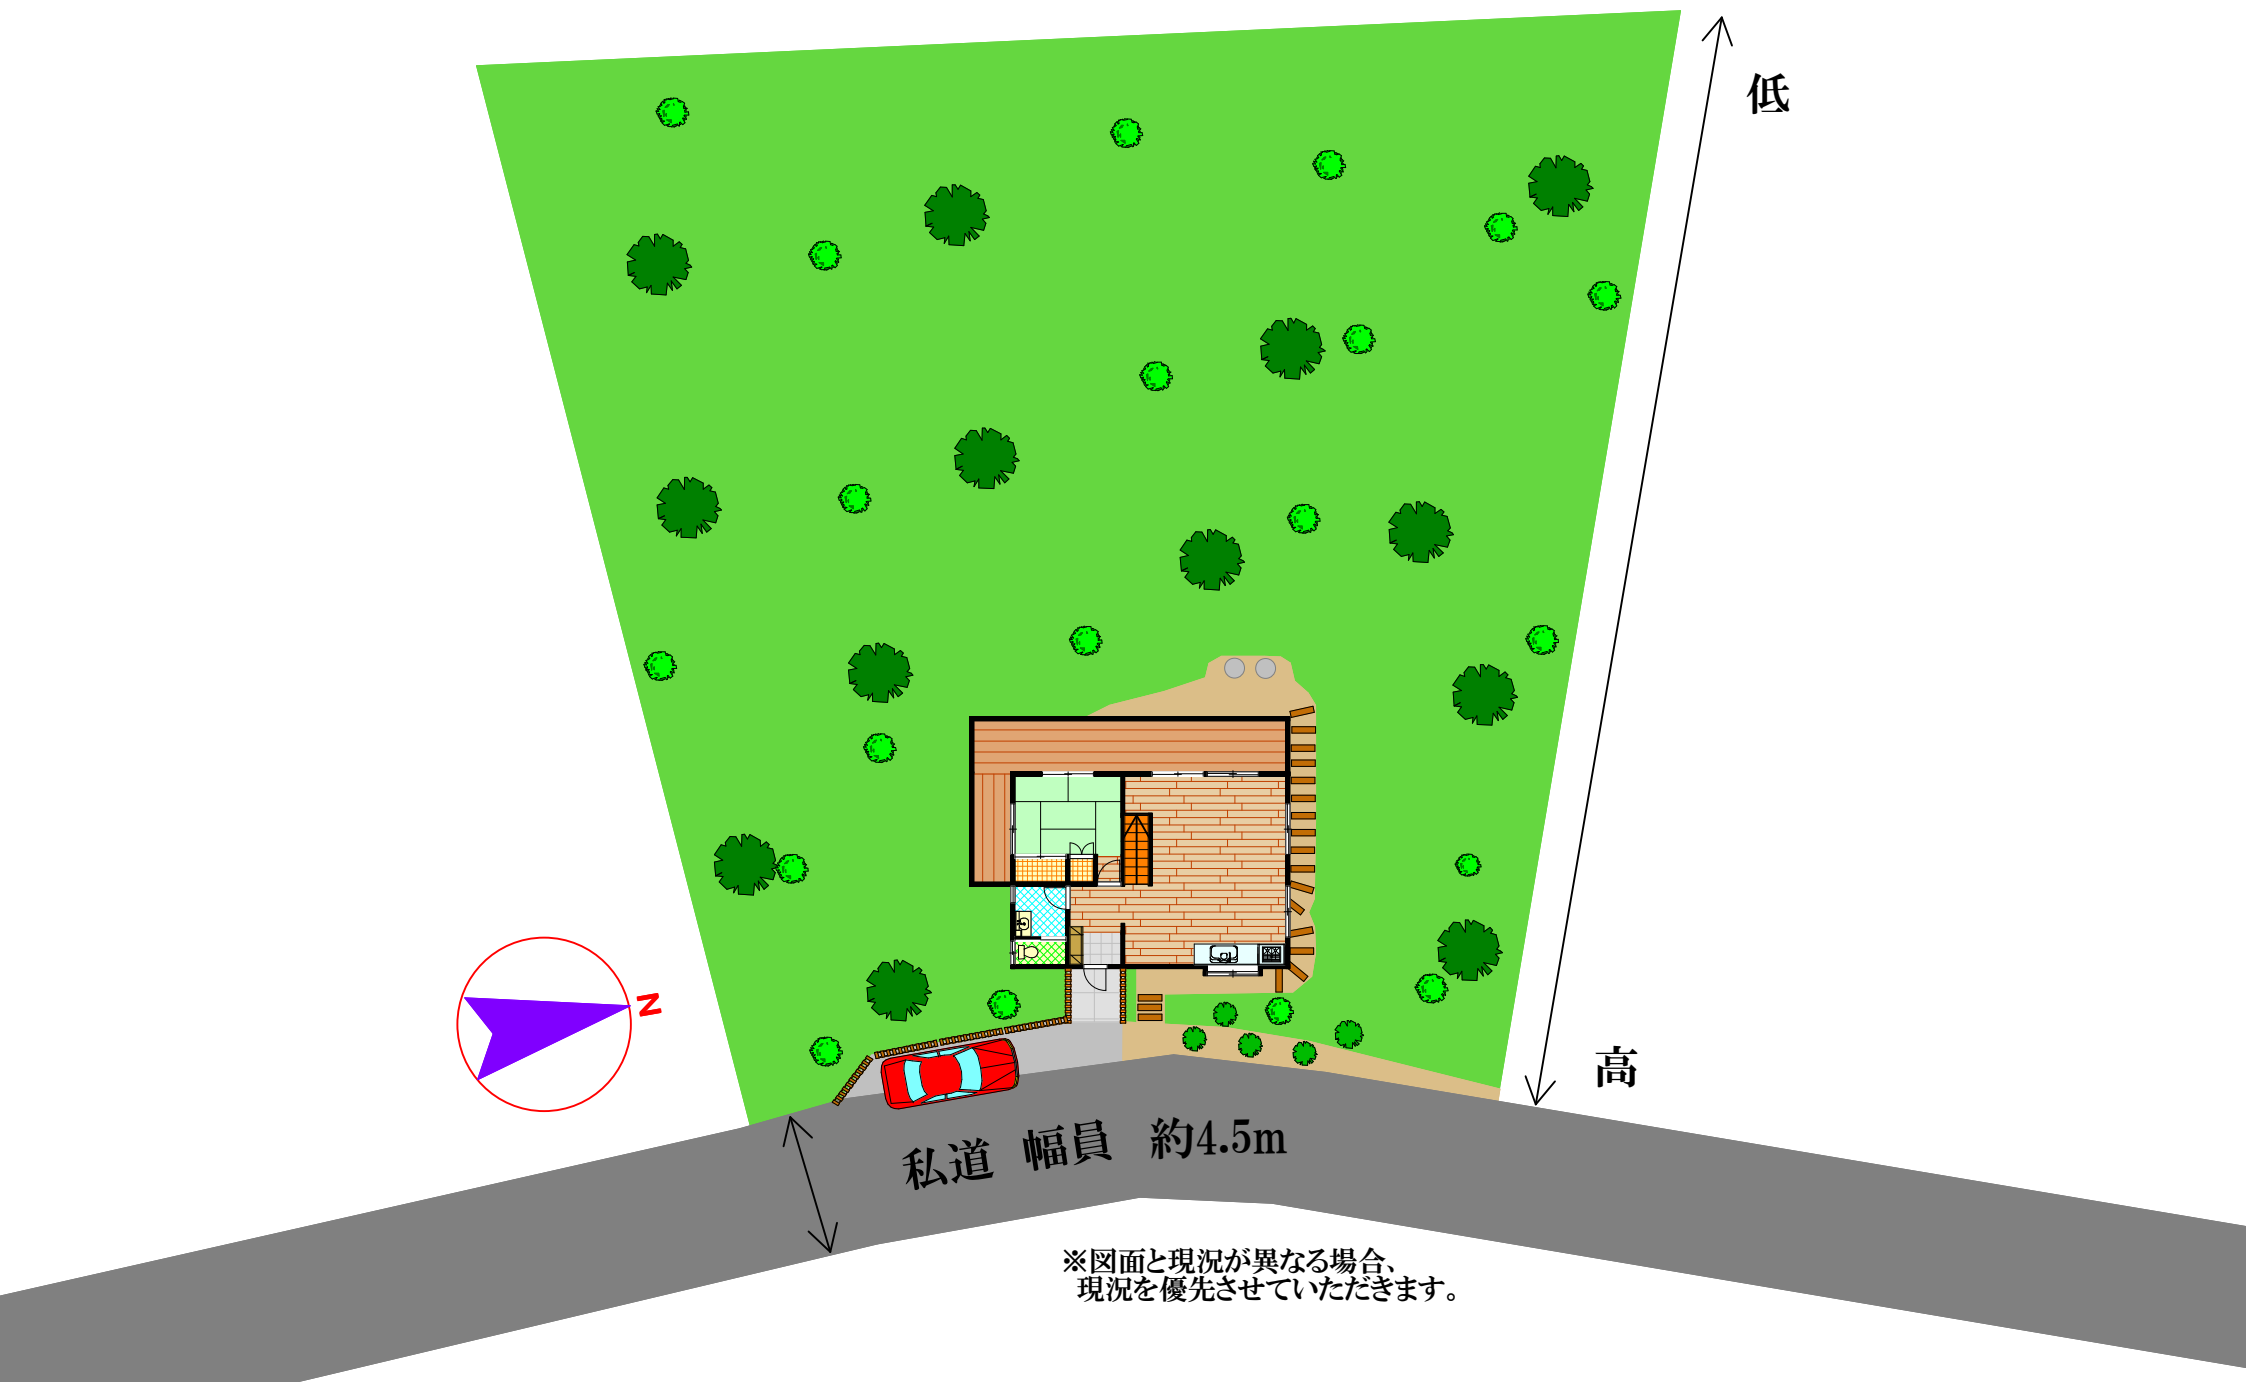 低
N
高
私道 幅員 約4.5m
※図面と現況が異なる場合、
現況を優先させていただきます。